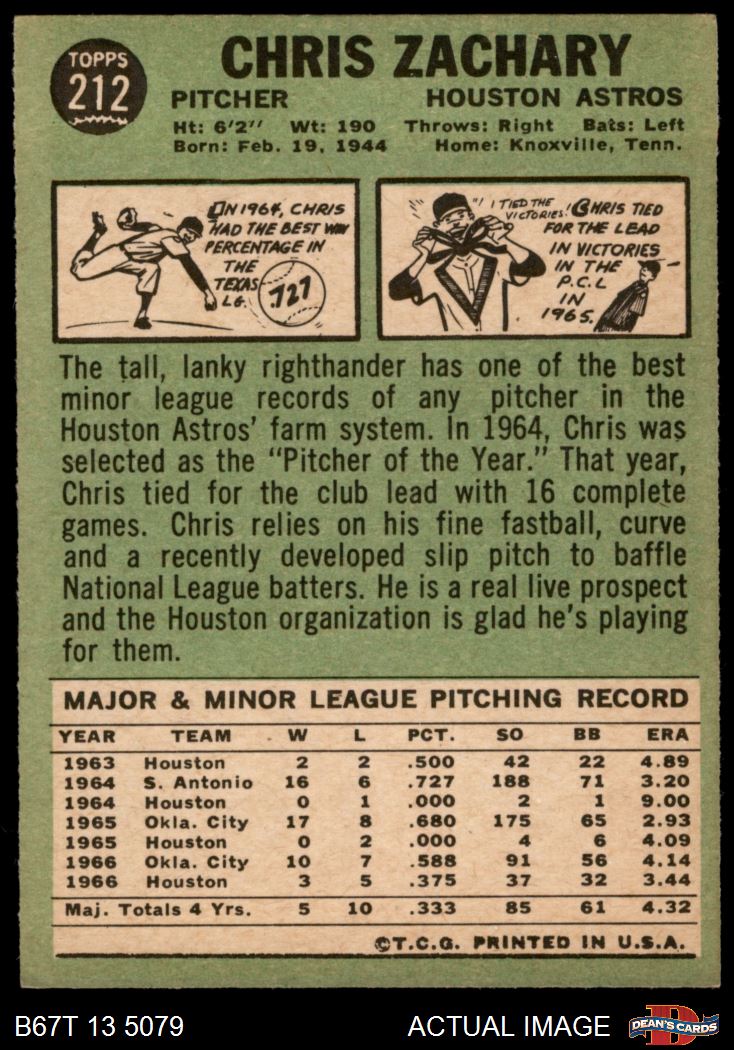 TOPPS
212
CHRIS ZACHARY
PITCHER HOUSTON ASTROS
Ht: 6'2" Wt: 190 Throws: Right Bats: Left
Born: Feb. 19, 1944 Home: Knoxville, Tenn.
IN 1964, CHRIS
HAD THE BEST WIN
PERCENTAGE IN
THE
TEXAS
LG.
.727
"I TIED THE
VICTORIES!
CHRIS TIED
FOR THE LEAD
IN VICTORIES
IN THE
P.C.L
IN
1965.
The tall, lanky righthander has one of the best
minor league records of any pitcher in the
Houston Astros' farm system. In 1964, Chris was
selected as the "Pitcher of the Year." That year,
Chris tied for the club lead with 16 complete
games. Chris relies on his fine fastball, curve
and a recently developed slip pitch to baffle
National League batters. He is a real live prospect
and the Houston organization is glad he's playing
for them.
MAJOR & MINOR LEAGUE PITCHING RECORD
YEAR TEAM W L PCT. SO BB ERA
1963 Houston 2 2 .500 42 22 4.89
1964 S. Antonio 16 6 .727 188 71 3.20
1964 Houston 0 1 .000 2 1 9.00
1965 Okla. City 17 8 .680 175 65 2.93
1965 Houston 0 2 .000 4 6 4.09
1966 Okla. City 10 7 .588 91 56 4.14
1966 Houston 3 5 .375 37 32 3.44
Maj. Totals 4 Yrs. 5 10 .333 85 61 4.32
©T.C.G. PRINTED IN U.S.A.
B67T 13 5079 ACTUAL IMAGE DEAN'S CARDS